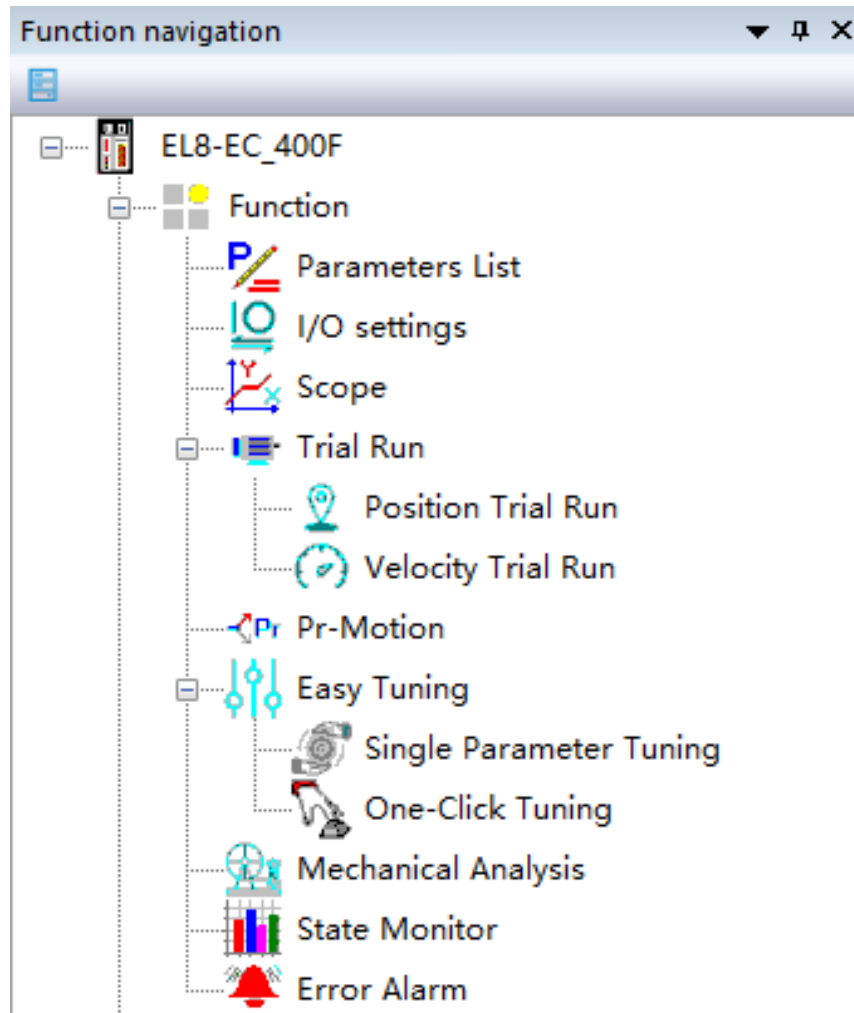 Function navigation
EL8-EC_400F
Function
Parameters List
I/O settings
Scope
Trial Run
Position Trial Run
Velocity Trial Run
Pr-Motion
Easy Tuning
Single Parameter Tuning
One-Click Tuning
Mechanical Analysis
State Monitor
Error Alarm